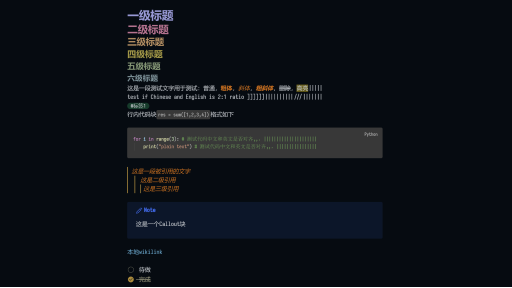 一级标题
二级标题
三级标题
四级标题
五级标题
六级标题
这是一段测试文字用于测试: 普通, 粗体, 斜体, 粗斜体, 删除, 高亮||||||
test if Chinese and English is 2:1 ratio ]]]]]]||||||||||///|||||||
#标签1
行内代码块 res = sum([1,2,3,4]) 格式如下
Python
for i in range(3): # 测试代码中文体英文是否对齐,,. ||||||||||||||||||||||
print("plain text") # 测试代码中文体英文是否对齐,,. ||||||||||||||||
这是一段被引用的文字
这是二级引用
这是三级引用
Note
这是一个Callout块
本地wikilink
待做
完成